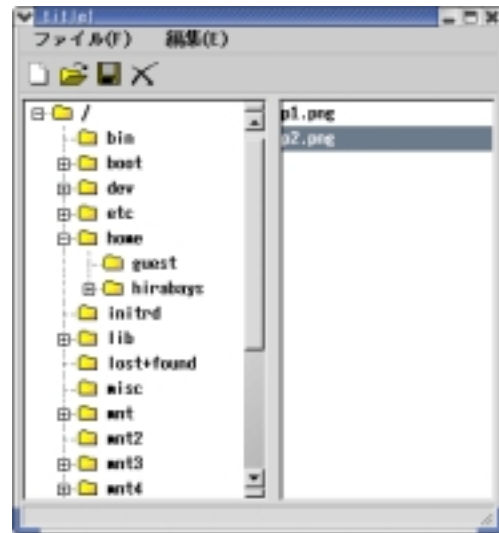 title1
ファイル(F) 編集(E)
/
bin
boot
dev
etc
home
guest
hirabays
initrd
lib
lost+found
misc
mnt
mnt2
mnt3
mnt4
p1.png
p2.png